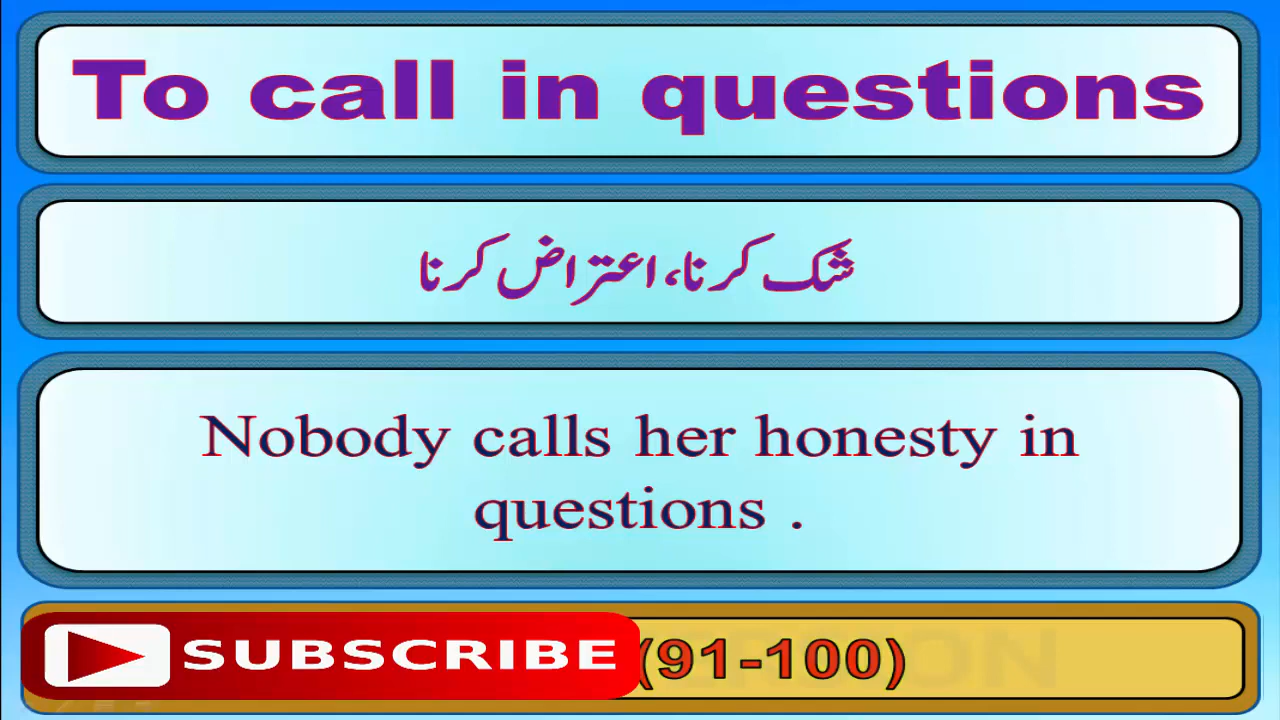 To call in questions
شک کرنا، اعتراض کرنا
Nobody calls her honesty in
questions .
SUBSCRIBE (91-100)